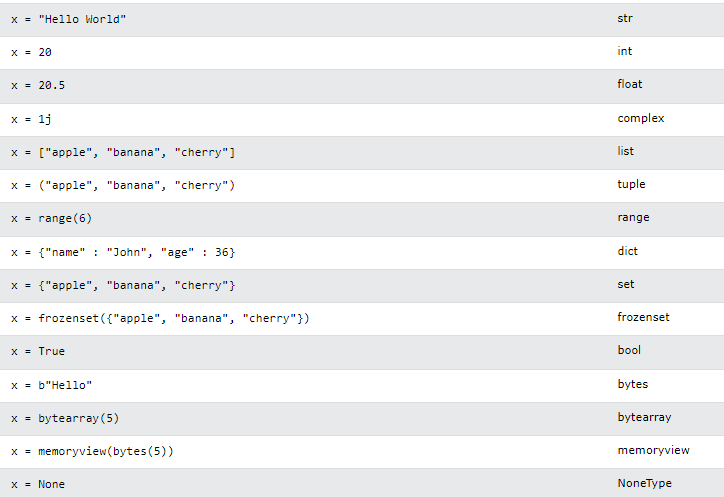 x = "Hello World" str
x = 20 int
x = 20.5 float
x = 1j complex
x = ["apple", "banana", "cherry"] list
x = ("apple", "banana", "cherry") tuple
x = range(6) range
x = {"name" : "John", "age" : 36} dict
x = {"apple", "banana", "cherry"} set
x = frozenset({"apple", "banana", "cherry"}) frozenset
x = True bool
x = b"Hello" bytes
x = bytearray(5) bytearray
x = memoryview(bytes(5)) memoryview
x = None NoneType